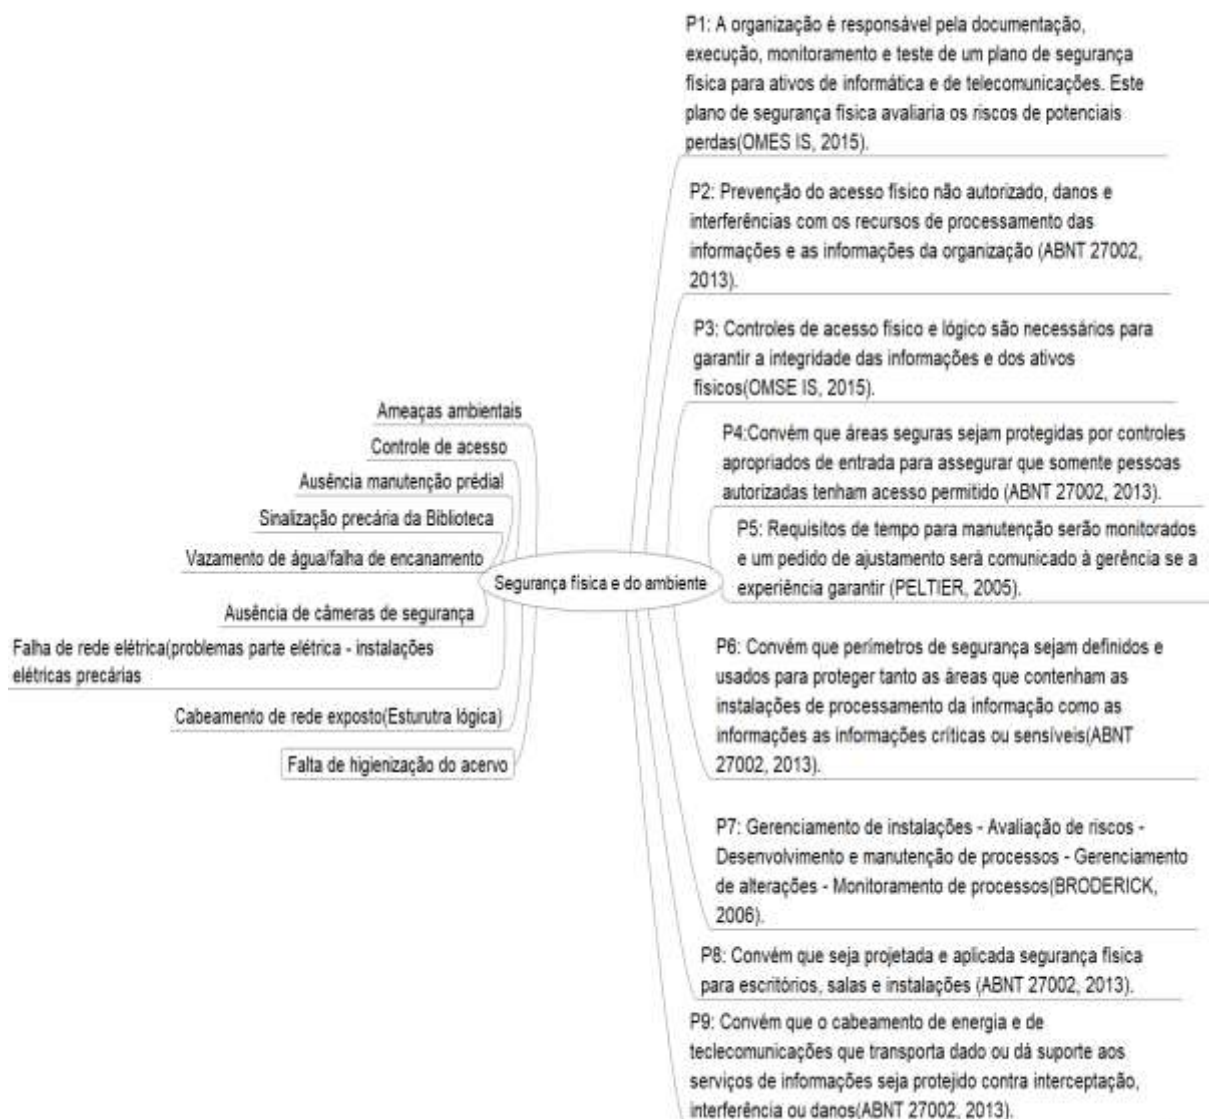 P1: A organização é responsável pela documentação,
execução, monitoramento e teste de um plano de segurança
física para ativos de informática e de telecomunicações. Este
plano de segurança física avaliaria os riscos de potenciais
perdas(OMES IS, 2015).
P2: Prevenção do acesso físico não autorizado, danos e
interferências com os recursos de processamento das
informações e as informações da organização (ABNT 27002,
2013).
P3: Controles de acesso físico e lógico são necessários para
garantir a integridade das informações e dos ativos
físicos(OMSE IS, 2015).
P4:Convém que áreas seguras sejam protegidas por controles
apropriados de entrada para assegurar que somente pessoas
autorizadas tenham acesso permitido (ABNT 27002, 2013).
P5: Requisitos de tempo para manutenção serão monitorados
e um pedido de ajustamento será comunicado à gerência se a
experiência garantir (PELTIER, 2005).
P6: Convém que perímetros de segurança sejam definidos e
usados para proteger tanto as áreas que contenham as
instalações de processamento da informação como as
informações as informações críticas ou sensíveis(ABNT
27002, 2013).
P7: Gerenciamento de instalações - Avaliação de riscos -
Desenvolvimento e manutenção de processos - Gerenciamento
de alterações - Monitoramento de processos(BRODERICK,
2006).
P8: Convém que seja projetada e aplicada segurança física
para escritórios, salas e instalações (ABNT 27002, 2013).
P9: Convém que o cabeamento de energia e de
teclecomunicações que transporta dado ou dá suporte aos
serviços de informações seja protejido contra interceptação,
interferência ou danos(ABNT 27002, 2013).
Segurança física e do ambiente
Ameaças ambientais
Controle de acesso
Ausência manutenção prédial
Sinalização precária da Biblioteca
Vazamento de água/falha de encanamento
Ausência de câmeras de segurança
Falha de rede elétrica(problemas parte elétrica - instalações
elétricas precárias
Cabeamento de rede exposto(Esturutra lógica)
Falta de higienização do acervo